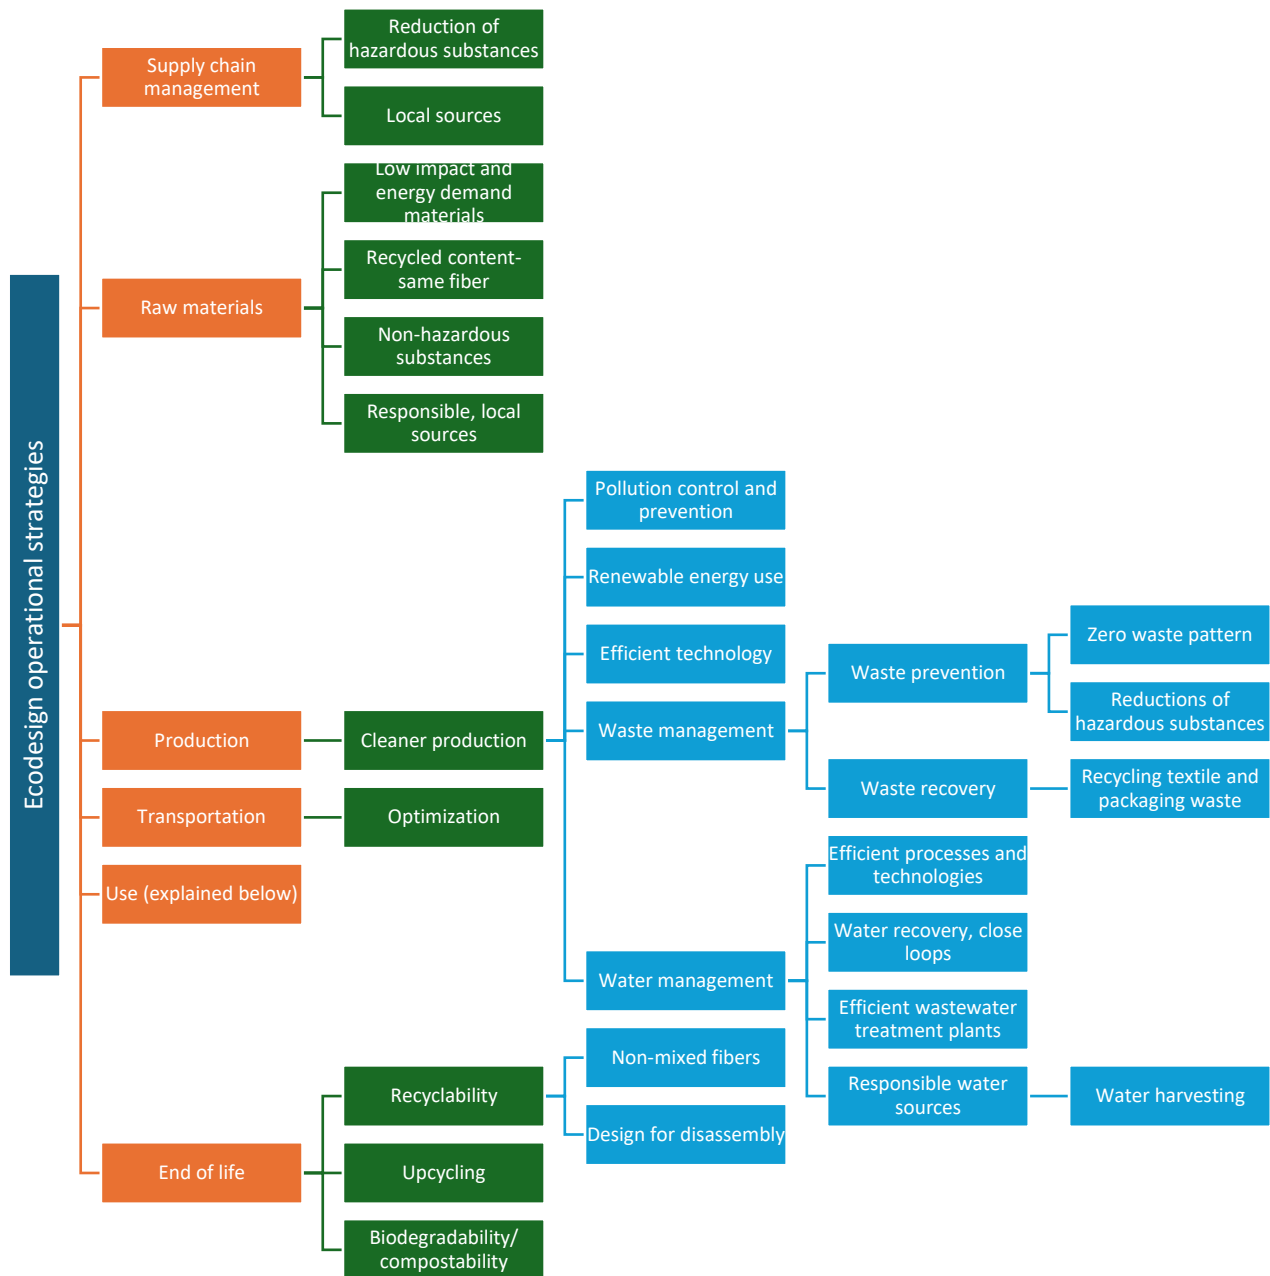 Ecodesign operational strategies
Supply chain
management
Reduction of
hazardous substances
Local sources
Raw materials
Low impact and
energy demand
materials
Recycled content-
same fiber
Non-hazardous
substances
Responsible, local
sources
Production
Cleaner production
Pollution control and
prevention
Renewable energy use
Efficient technology
Waste management
Waste prevention
Zero waste pattern
Reductions of
hazardous substances
Waste recovery
Recycling textile and
packaging waste
Water management
Efficient processes and
technologies
Water recovery, close
loops
Efficient wastewater
treatment plants
Responsible water
sources
Water harvesting
Transportation
Optimization
Use (explained below)
End of life
Recyclability
Non-mixed fibers
Design for disassembly
Upcycling
Biodegradability/
compostability